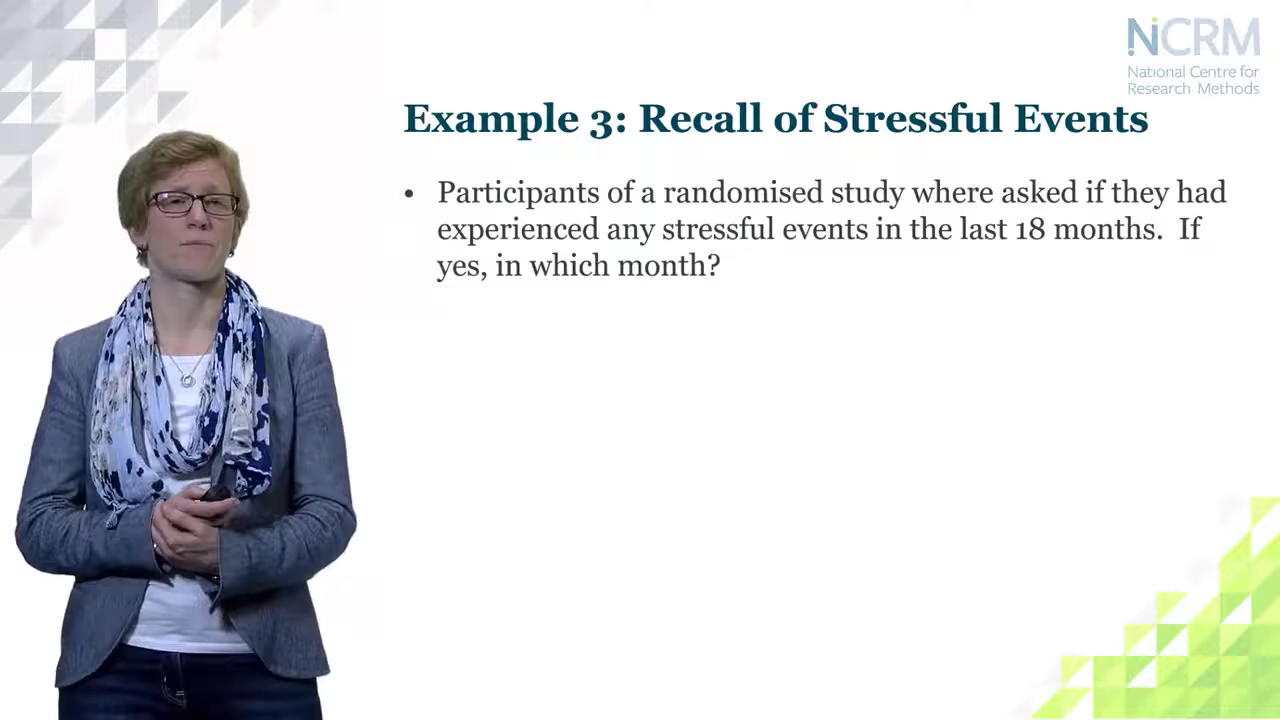 NCRM
National Centre for
Research Methods
Example 3: Recall of Stressful Events
• Participants of a randomised study where asked if they had
experienced any stressful events in the last 18 months. If
yes, in which month?